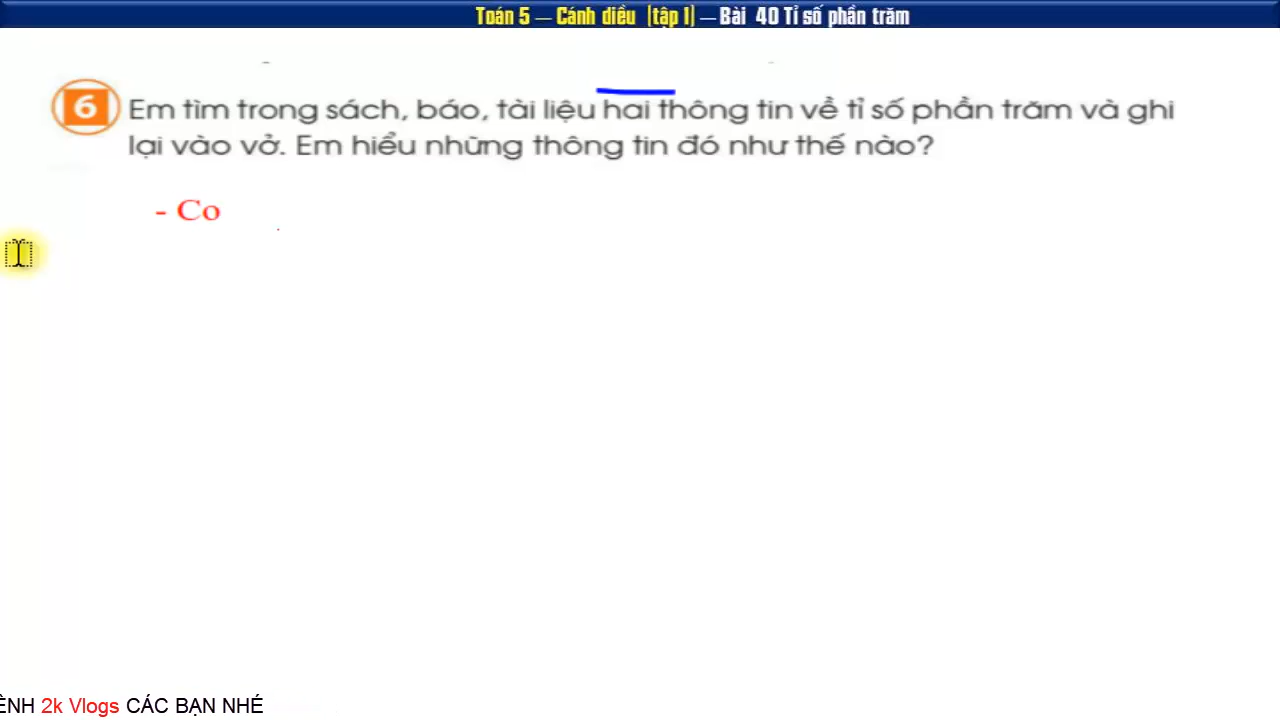 Toán 5 – Cánh diều (tập 1) – Bài 40 Tỉ số phần trăm
6 Em tìm trong sách, báo, tài liệu hai thông tin về tỉ số phần trăm và ghi
lại vào vở. Em hiểu những thông tin đó như thế nào?
- Co
ÊNH 2k Vlogs CÁC BẠN NHÉ